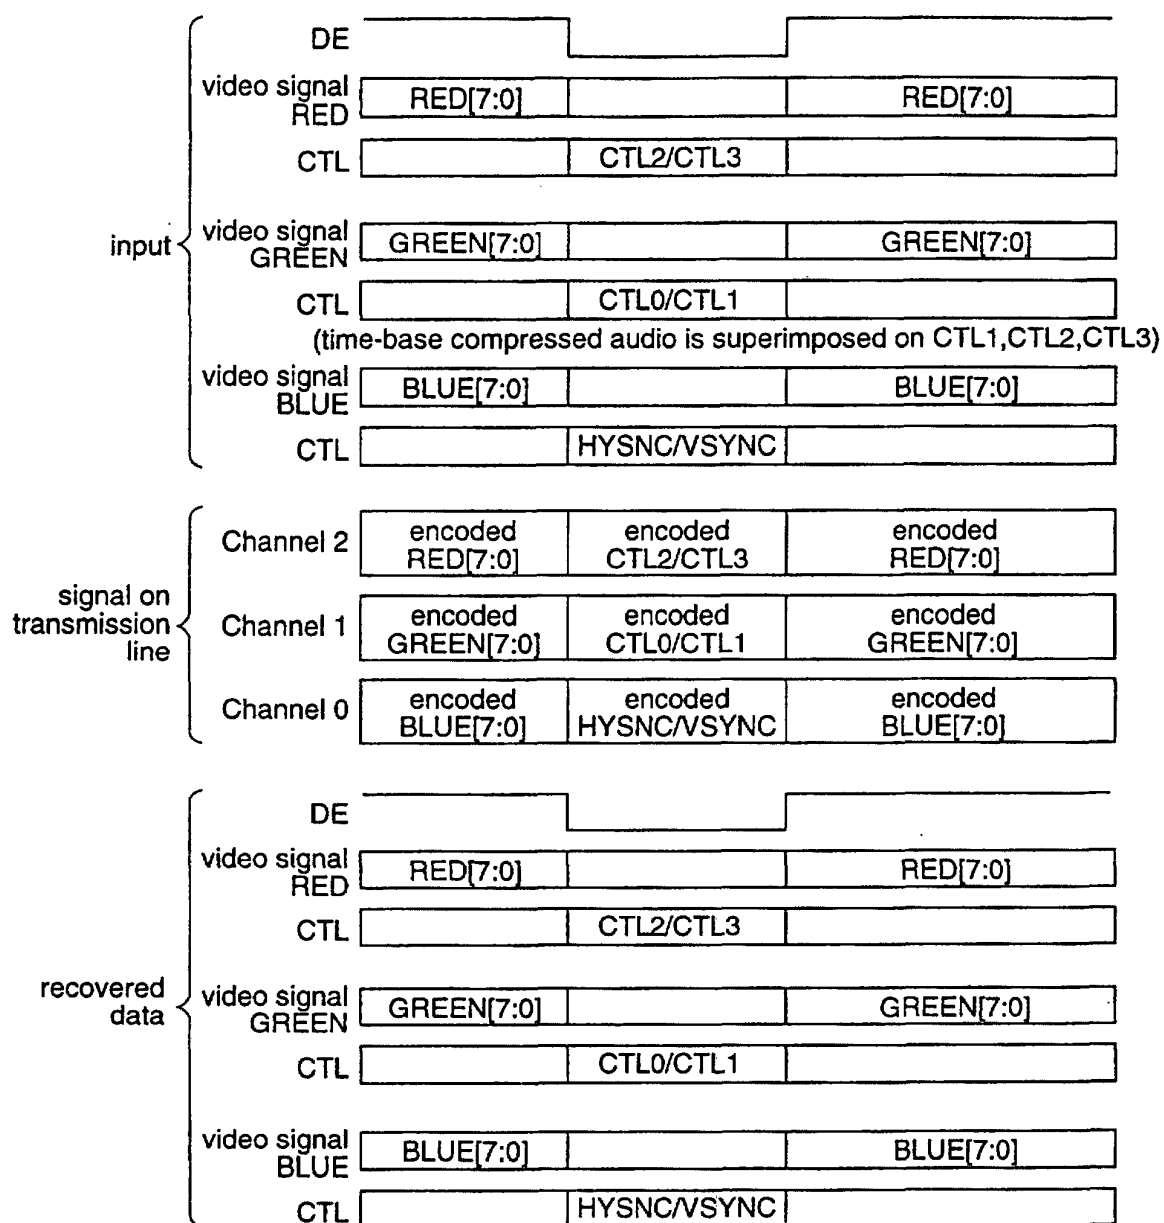 DE
video signal
RED
RED[7:0] RED[7:0]
CTL CTL2/CTL3
input
video signal
GREEN
GREEN[7:0] GREEN[7:0]
CTL CTL0/CTL1
(time-base compressed audio is superimposed on CTL1,CTL2,CTL3)
video signal
BLUE
BLUE[7:0] BLUE[7:0]
CTL HYSNC/VSYNC
signal on
transmission
line
Channel 2
encoded
RED[7:0]
encoded
CTL2/CTL3
encoded
RED[7:0]
Channel 1
encoded
GREEN[7:0]
encoded
CTL0/CTL1
encoded
GREEN[7:0]
Channel 0
encoded
BLUE[7:0]
encoded
HYSNC/VSYNC
encoded
BLUE[7:0]
DE
video signal
RED
RED[7:0] RED[7:0]
CTL CTL2/CTL3
recovered
data
video signal
GREEN
GREEN[7:0] GREEN[7:0]
CTL CTL0/CTL1
video signal
BLUE
BLUE[7:0] BLUE[7:0]
CTL HYSNC/VSYNC